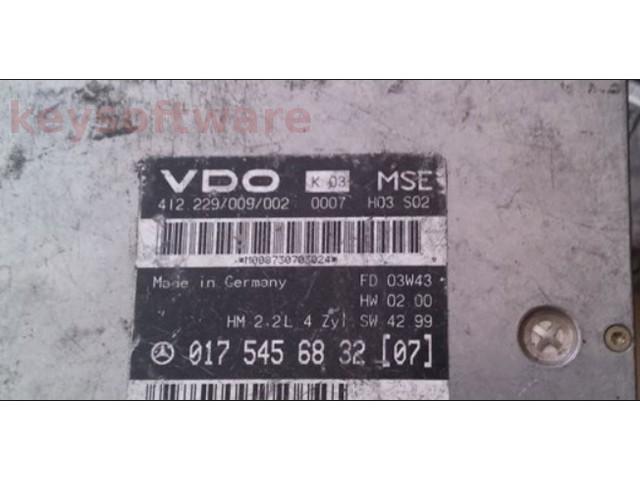 keysoftware
VDO K 03 MSE
412 229/009/002 0007 H03 S02
*M008730703024*
Made in Germany FD 03W43
HW 02 00
HM 2.2L 4 Zyl SW 42 99
017 545 68 32 [07]